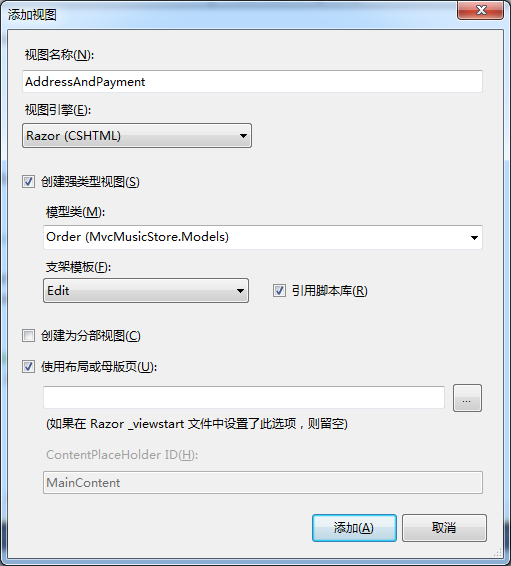 添加视图
视图名称(N):
AddressAndPayment
视图引擎(E):
Razor (CSHTML)
创建强类型视图(S)
模型类(M):
Order (MvcMusicStore.Models)
支架模板(F):
Edit
引用脚本库(R)
创建为分部视图(C)
使用布局或母版页(U):
...
(如果在 Razor _viewstart 文件中设置了此选项，则留空)
ContentPlaceHolder ID(H):
MainContent
添加(A) 取消